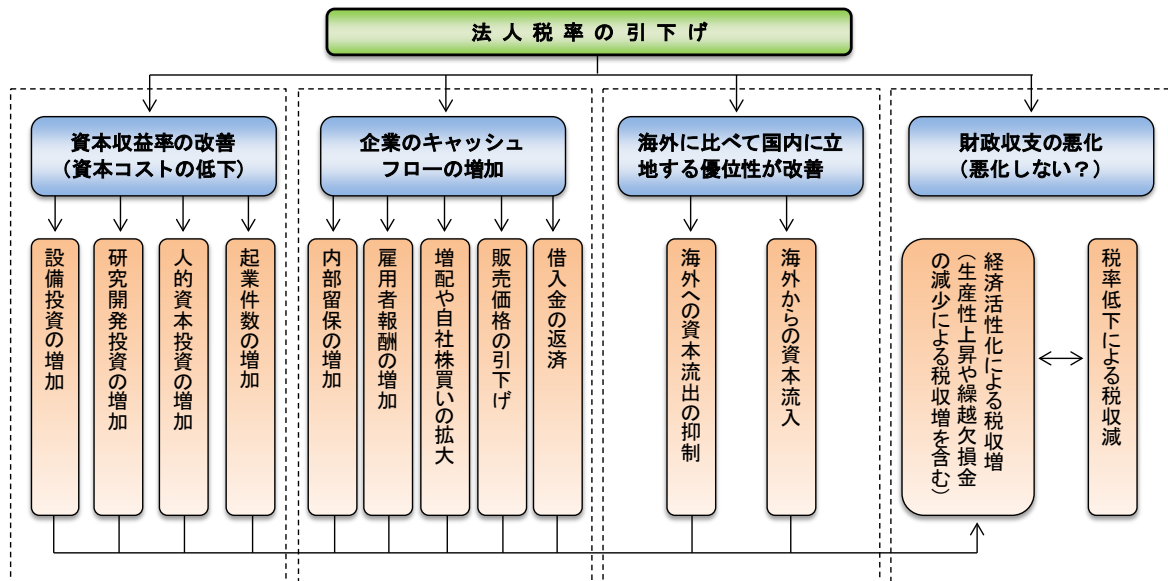 法人税率の引下げ
資本収益率の改善
（資本コストの低下）
企業のキャッシュ
フローの増加
海外に比べて国内に立
地する優位性が改善
財政収支の悪化
（悪化しない？）
設備投資の増加
研究開発投資の増加
人的資本投資の増加
起業件数の増加
内部留保の増加
雇用者報酬の増加
増配や自社株買いの拡大
販売価格の引下げ
借入金の返済
海外への資本流出の抑制
海外からの資本流入
経済活性化による税収増
（生産性上昇や繰越欠損金
の減少による税収増を含む）
税率低下による税収減